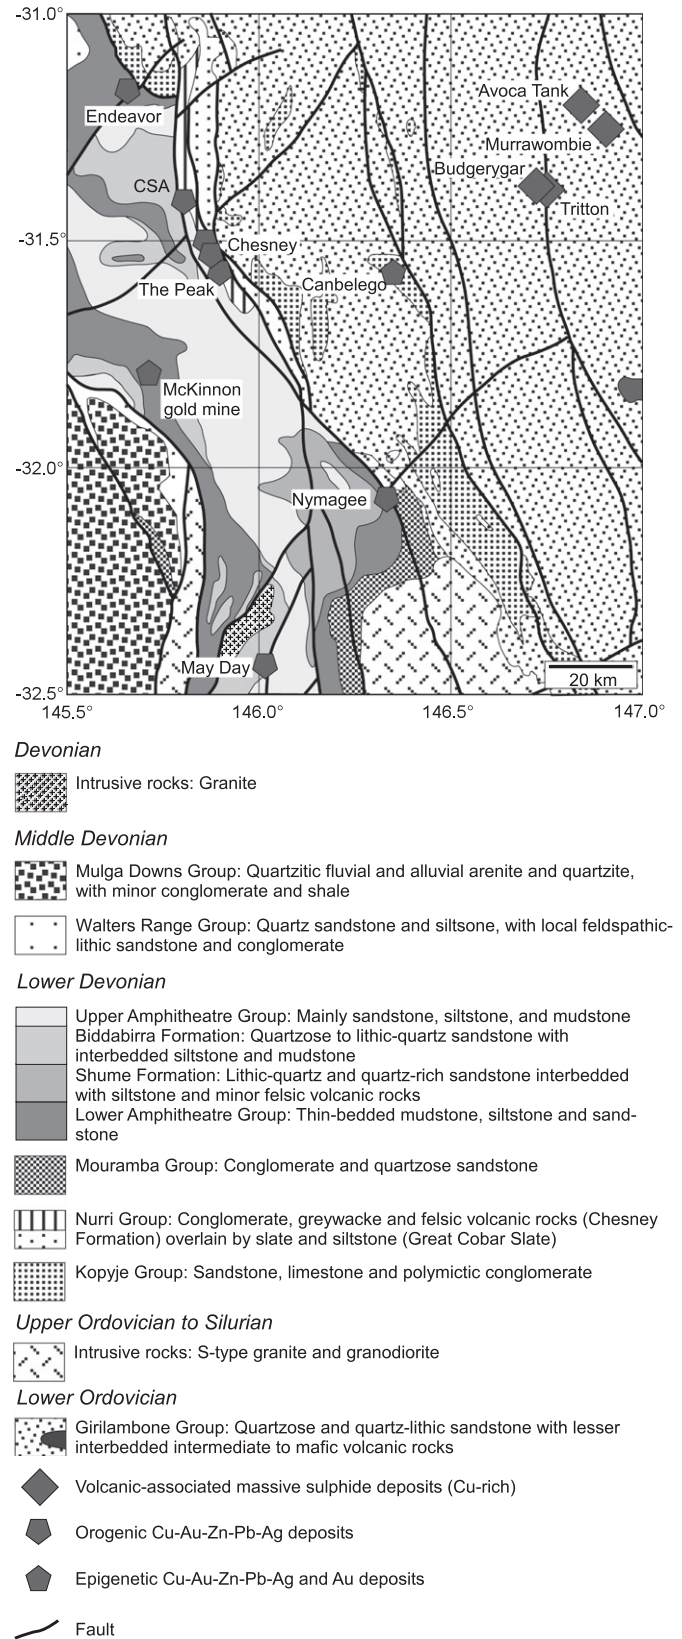 -31.0°
Avoca Tank
Endeavor
Murrawombie
Budgerygar
CSA
Tritton
-31.5°
Chesney
The Peak
Canbelego
McKinnon
gold mine
-32.0°
Nymagee
May Day
20 km
-32.5°
145.5°
146.0°
146.5°
147.0°
Devonian
Intrusive rocks: Granite
Middle Devonian
Mulga Downs Group: Quartzitic fluvial and alluvial arenite and quartzite,
with minor conglomerate and shale
Walters Range Group: Quartz sandstone and siltsone, with local feldspathic-
lithic sandstone and conglomerate
Lower Devonian
Upper Amphitheatre Group: Mainly sandstone, siltstone, and mudstone
Biddabirra Formation: Quartzose to lithic-quartz sandstone with
interbedded siltstone and mudstone
Shume Formation: Lithic-quartz and quartz-rich sandstone interbedded
with siltstone and minor felsic volcanic rocks
Lower Amphitheatre Group: Thin-bedded mudstone, siltstone and sand-
stone
Mouramba Group: Conglomerate and quartzose sandstone
Nurri Group: Conglomerate, greywacke and felsic volcanic rocks (Chesney
Formation) overlain by slate and siltstone (Great Cobar Slate)
Kopyje Group: Sandstone, limestone and polymictic conglomerate
Upper Ordovician to Silurian
Intrusive rocks: S-type granite and granodiorite
Lower Ordovician
Girilambone Group: Quartzose and quartz-lithic sandstone with lesser
interbedded intermediate to mafic volcanic rocks
Volcanic-associated massive sulphide deposits (Cu-rich)
Orogenic Cu-Au-Zn-Pb-Ag deposits
Epigenetic Cu-Au-Zn-Pb-Ag and Au deposits
Fault